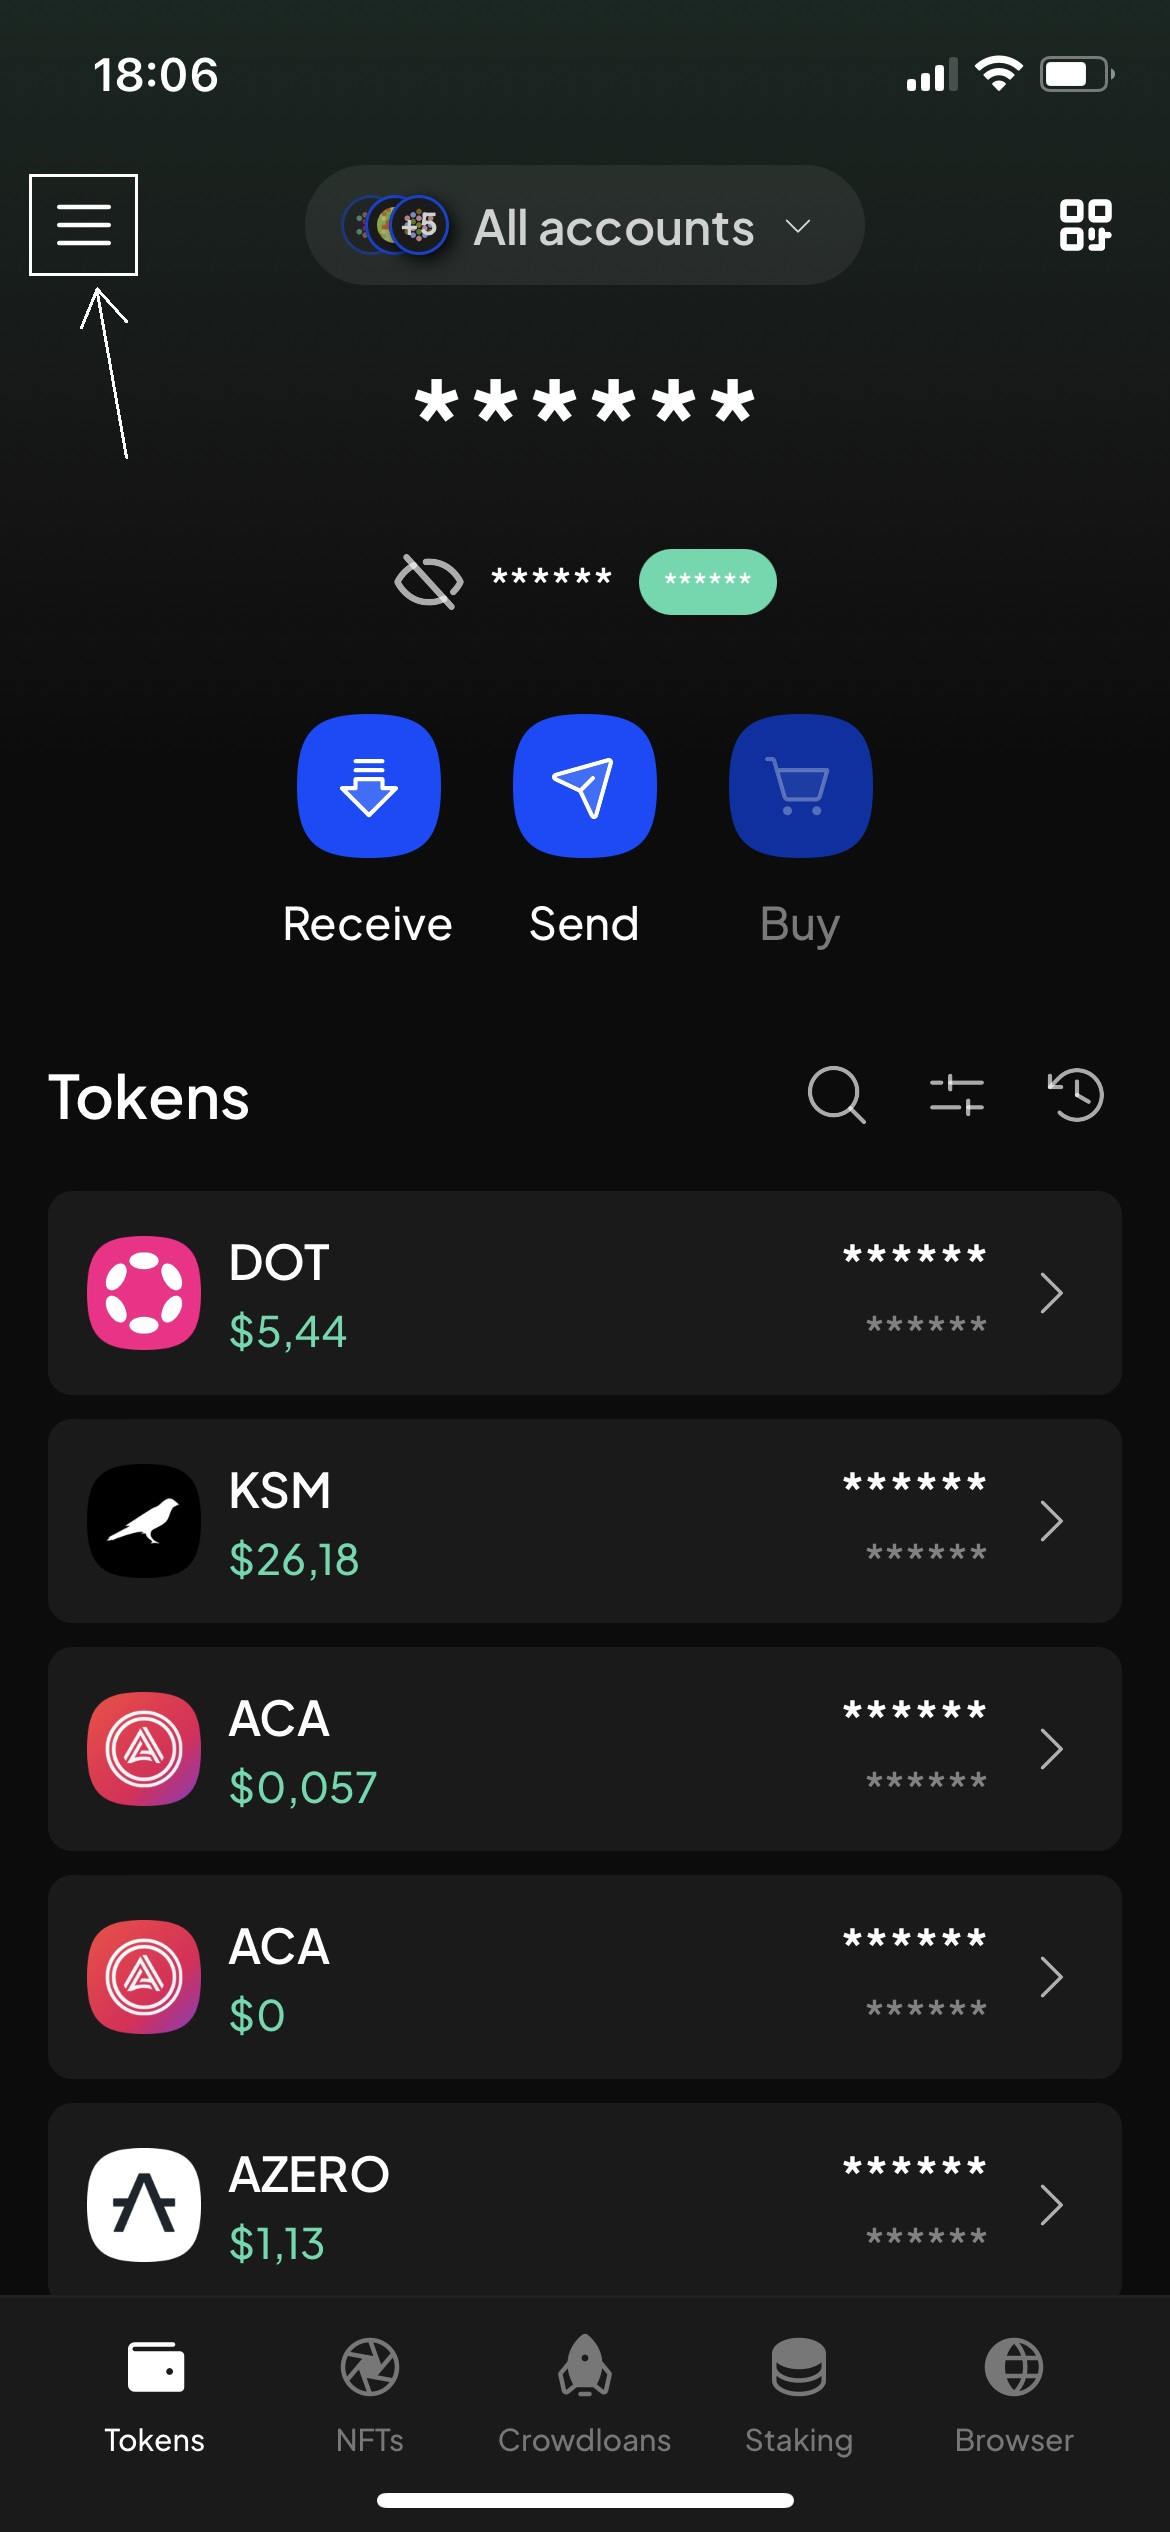 18:06
+5 All accounts
******
****** ******
Receive Send Buy
Tokens
DOT ******
$5,44 ******
KSM ******
$26,18 ******
ACA ******
$0,057 ******
ACA ******
$0 ******
AZERO ******
$1,13 ******
Tokens NFTs Crowdloans Staking Browser